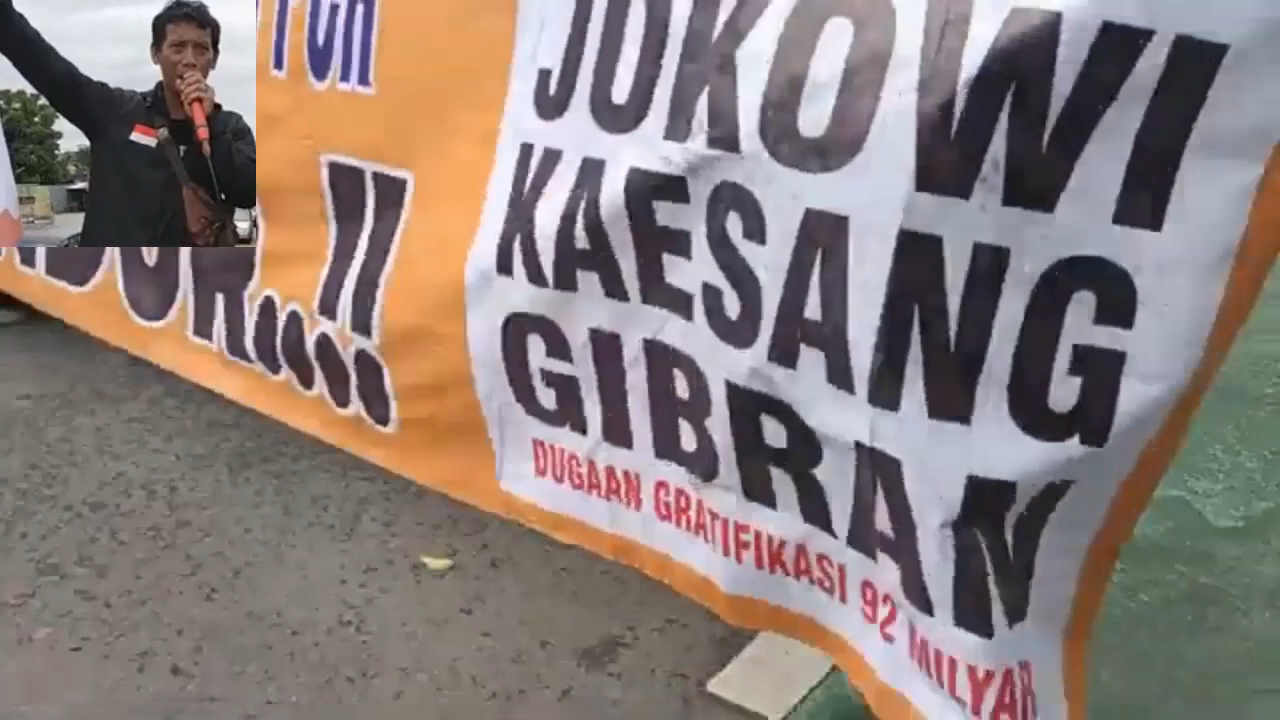 !!
JOKOWI
KAESANG
GIBRAN
DUGAAN GRATIFIKASI 92 MILYAR